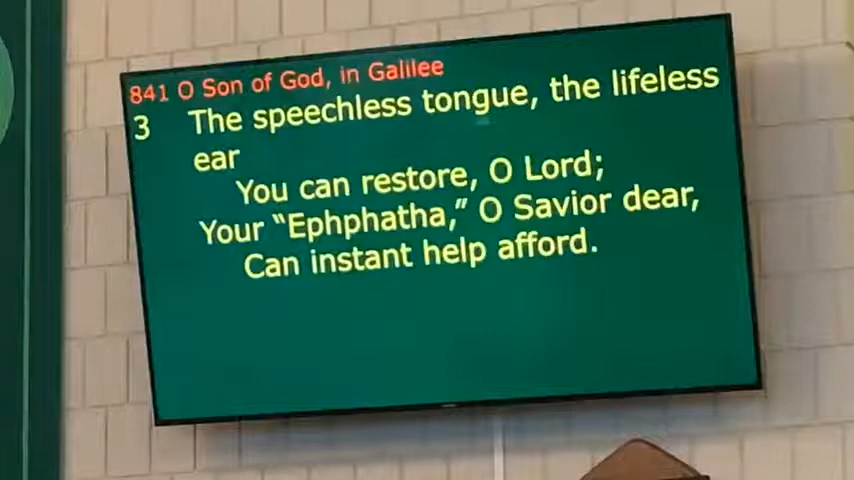 841 O Son of God, in Galilee
3 The speechless tongue, the lifeless
ear
You can restore, O Lord;
Your “Ephphatha,” O Savior dear,
Can instant help afford.